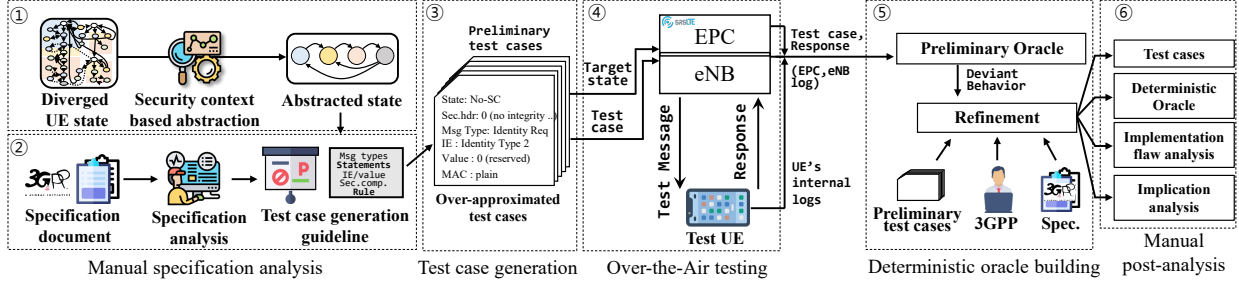 ①
Diverged
UE state
Security context
based abstraction
Abstracted state
②
3GPP
A GLOBAL INITIATIVE
Specification
document
Specification
analysis
Test case generation
guideline
P
Msg types
Statements
IE/value
Sec.comp.
Rule
Manual specification analysis
③
Preliminary
test cases
State: No-SC
Sec.hdr: 0 (no integrity ..)
Msg Type: Identity Req
IE : Identity Type 2
Value : 0 (reserved)
MAC : plain
Over-approximated
test cases
Test case generation
④
Target
state
Test
case
srsLTE
EPC
eNB
Test Message
Response
Test UE
Test case,
Response
(EPC,eNB
log)
UE's
internal
logs
Over-the-Air testing
⑤
Preliminary Oracle
Deviant
Behavior
Refinement
Preliminary
test cases
3GPP
3GPP
Spec.
Deterministic oracle building
⑥
Test cases
Deterministic
Oracle
Implementation
flaw analysis
Implication
analysis
Manual
post-analysis